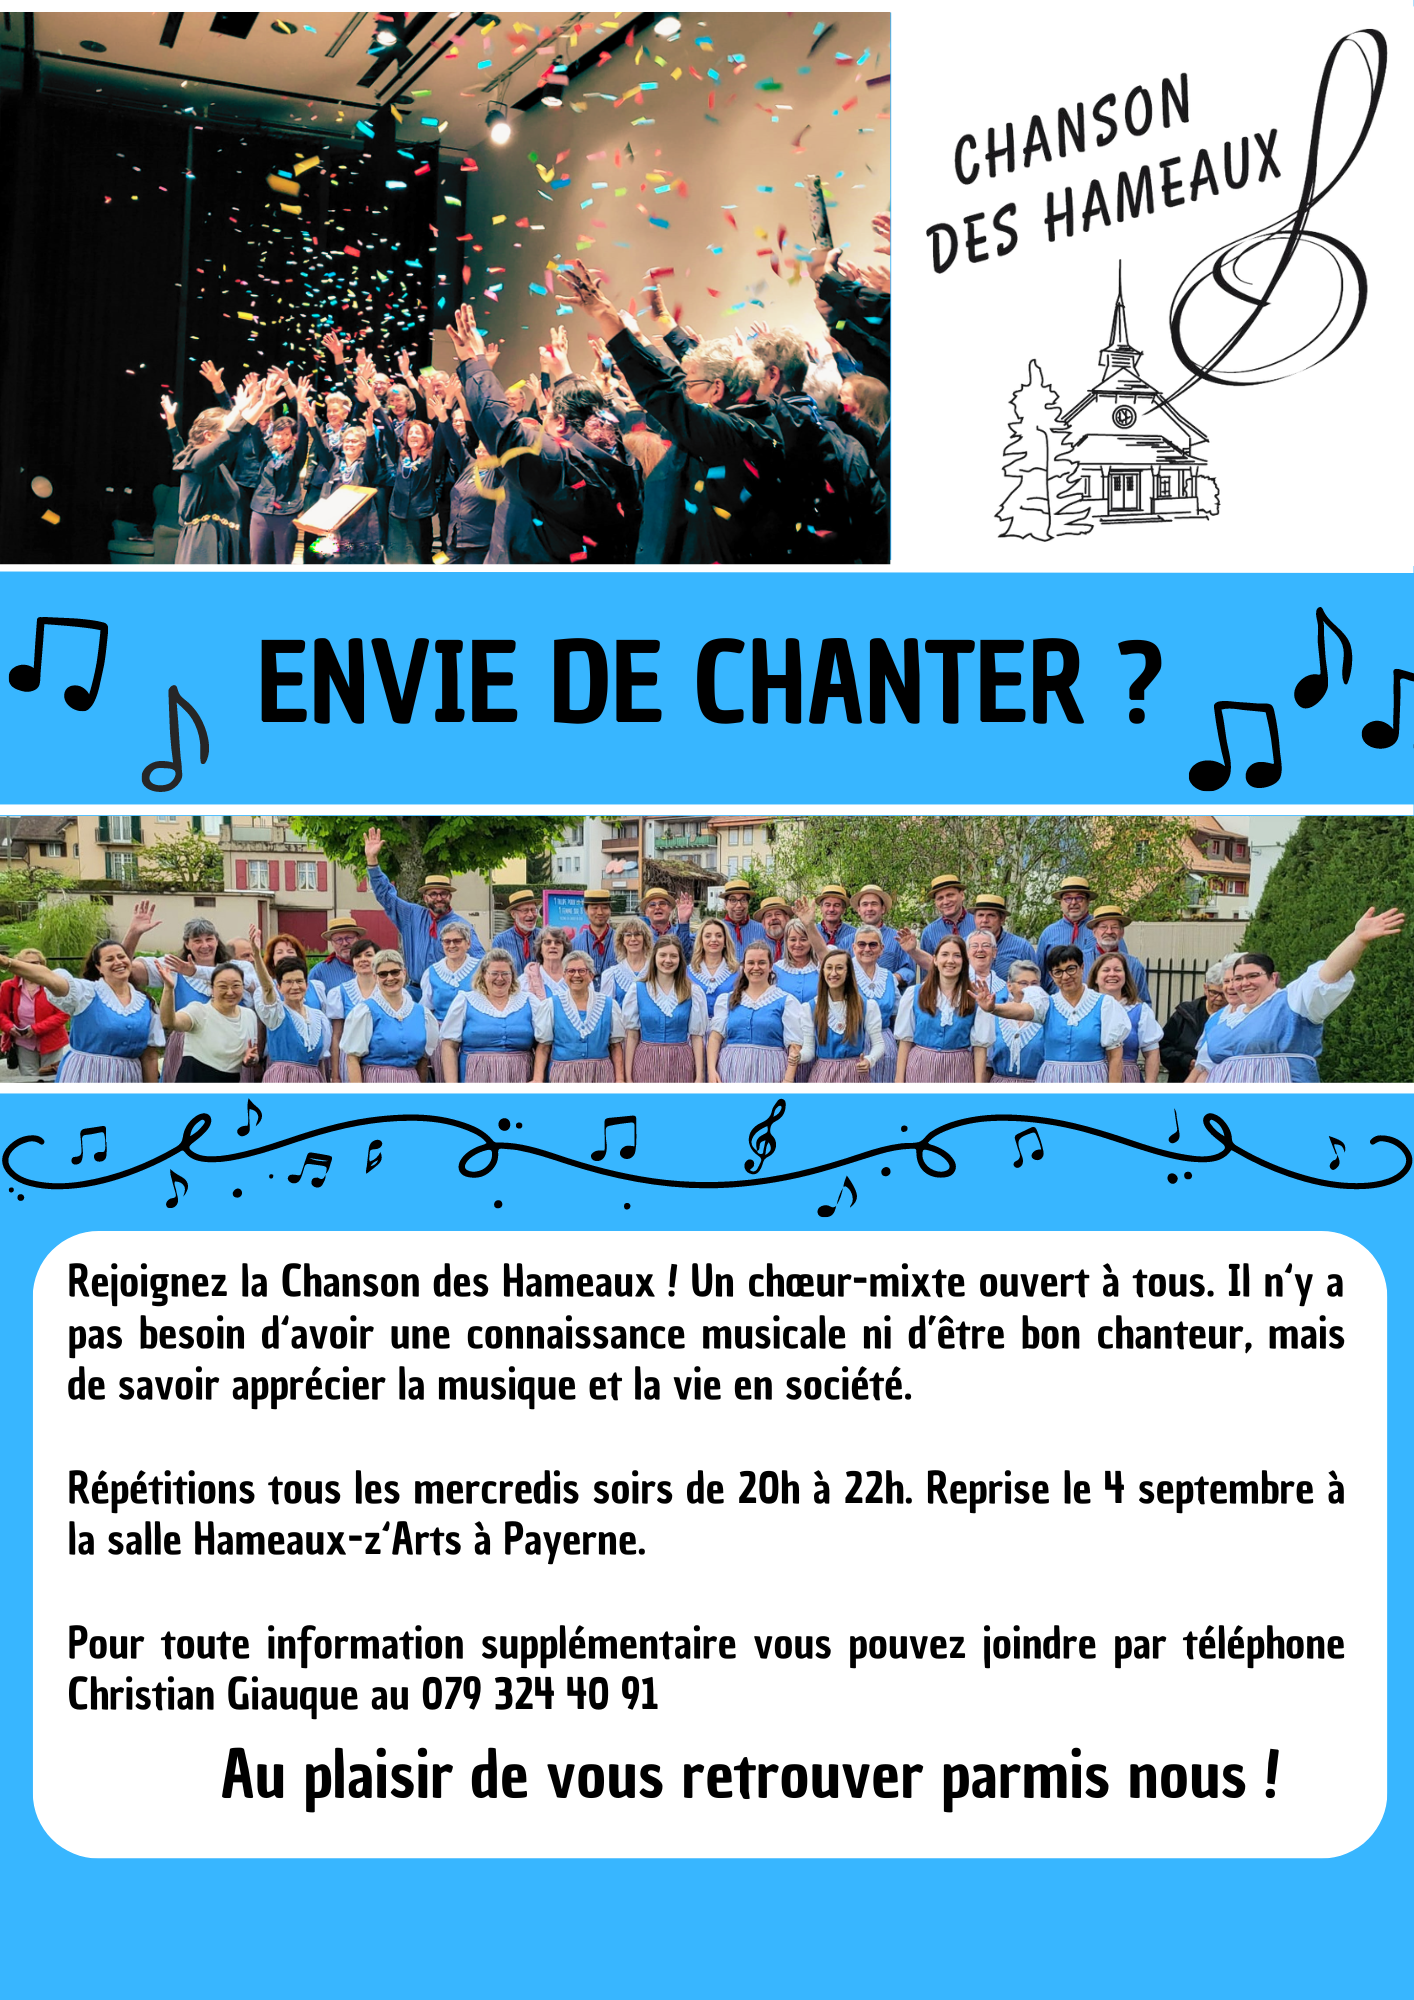 CHANSON
DES HAMEAUX
ENVIE DE CHANTER ?
Rejoignez la Chanson des Hameaux ! Un chœur-mixte ouvert à tous. Il n‘y a
pas besoin d‘avoir une connaissance musicale ni d’être bon chanteur, mais
de savoir apprécier la musique et la vie en société.
Répétitions tous les mercredis soirs de 20h à 22h. Reprise le 4 septembre à
la salle Hameaux-z‘Arts à Payerne.
Pour toute information supplémentaire vous pouvez joindre par téléphone
Christian Giauque au 079 324 40 91
Au plaisir de vous retrouver parmis nous !